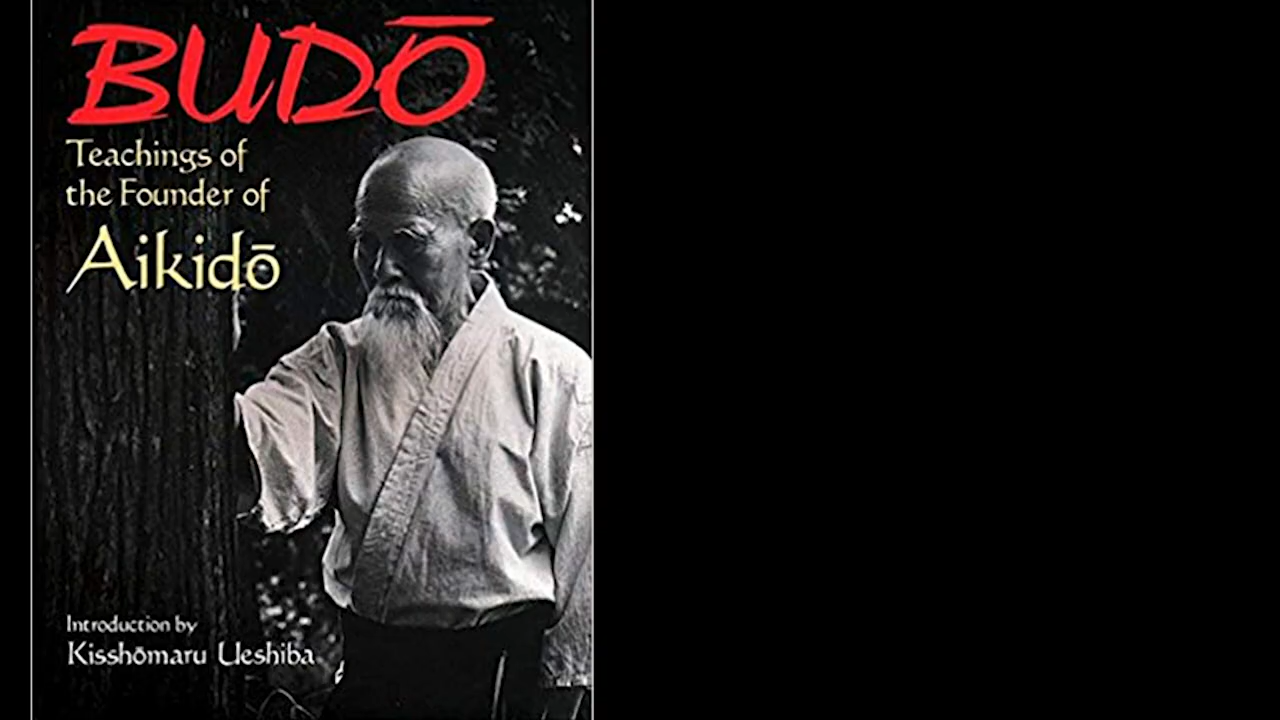 BUDŌ
Teachings of
the Founder of
Aikidō
Introduction by
Kisshōmaru Ueshiba